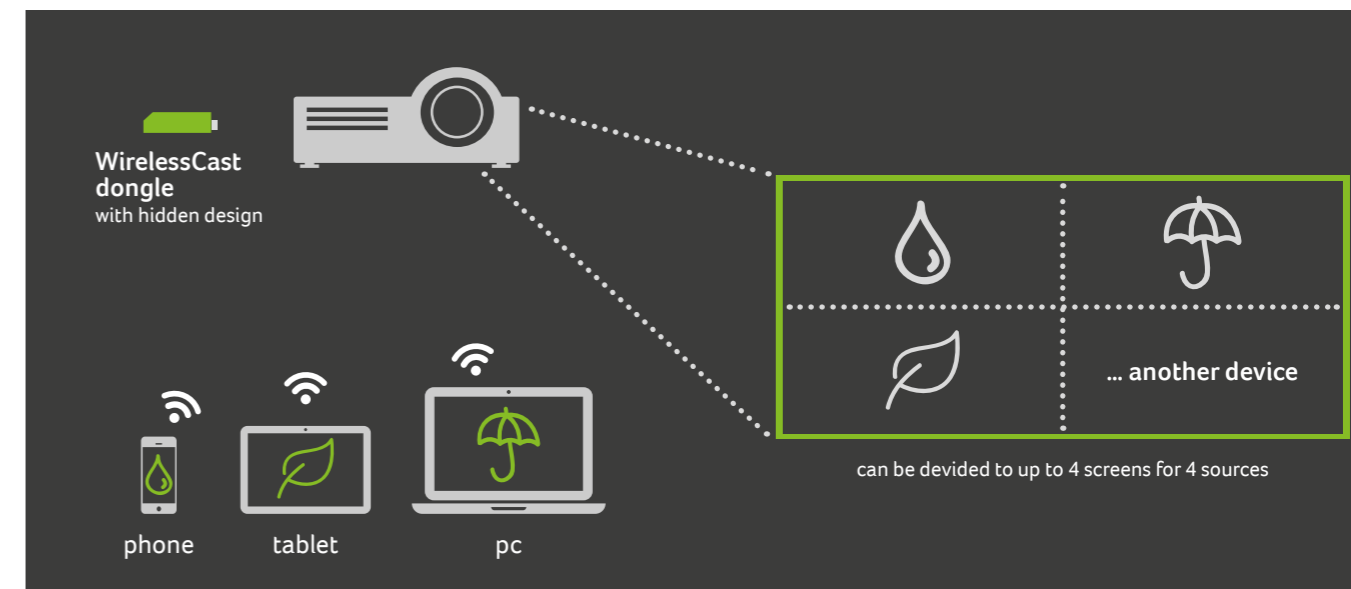 WirelessCast
dongle
with hidden design
... another device
can be devided to up to 4 screens for 4 sources
phone
tablet
pc